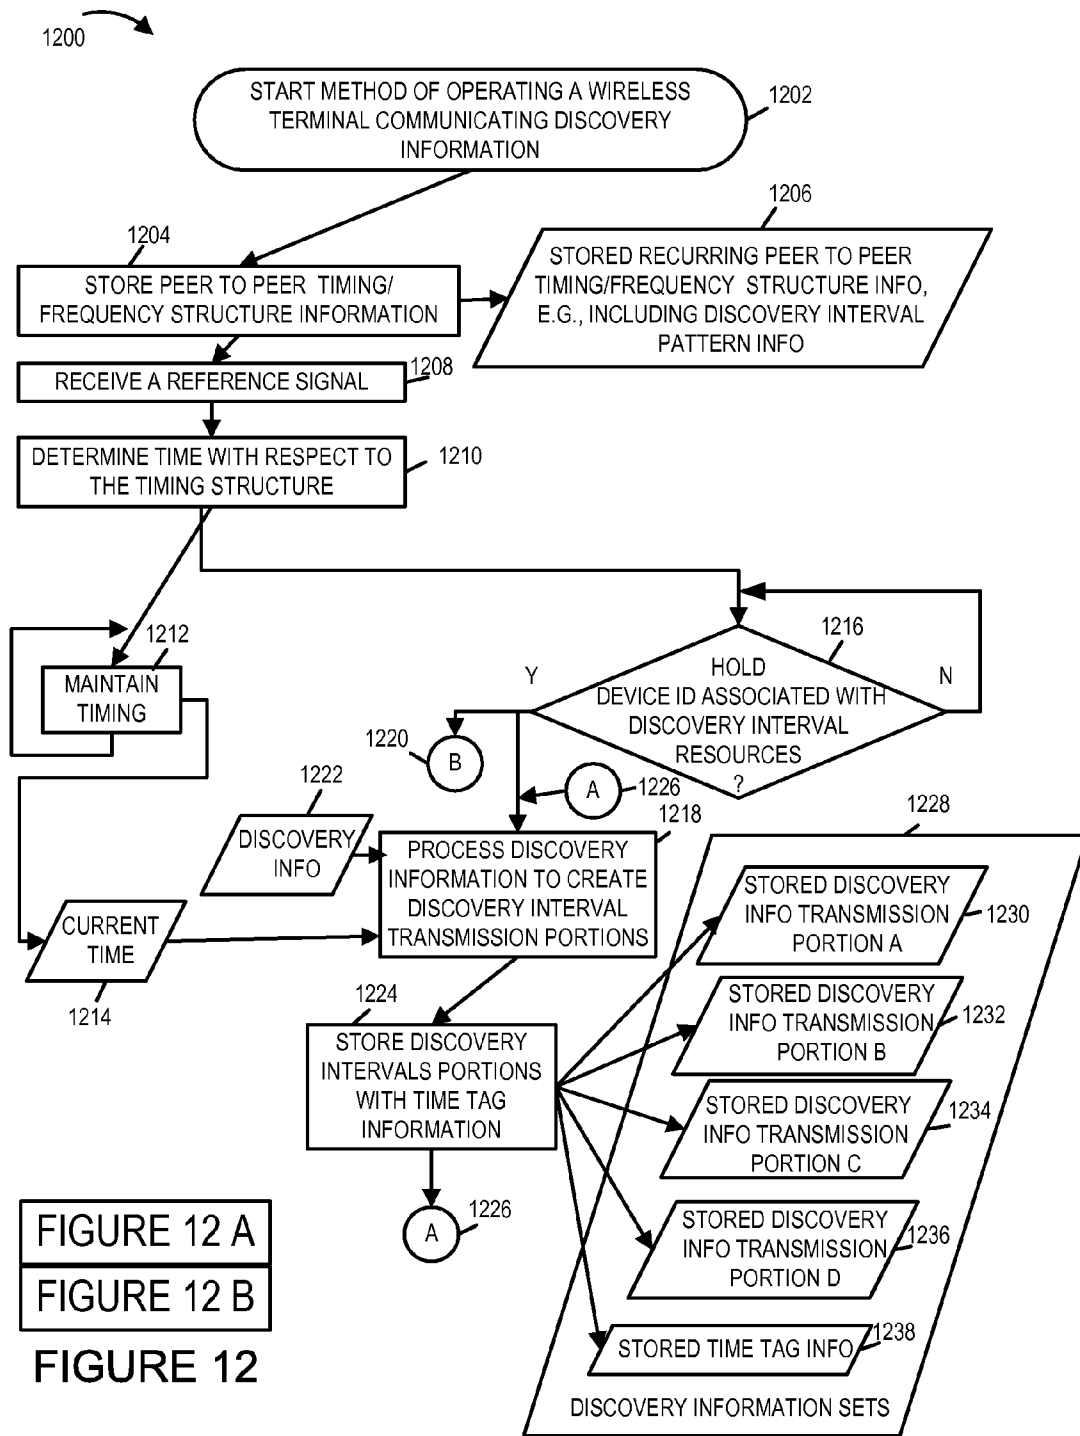 1200
START METHOD OF OPERATING A WIRELESS
TERMINAL COMMUNICATING DISCOVERY
INFORMATION
1202
1206
STORED RECURRING PEER TO PEER
TIMING/FREQUENCY STRUCTURE INFO,
E.G., INCLUDING DISCOVERY INTERVAL
PATTERN INFO
1204
STORE PEER TO PEER TIMING/
FREQUENCY STRUCTURE INFORMATION
RECEIVE A REFERENCE SIGNAL
1208
DETERMINE TIME WITH RESPECT TO
THE TIMING STRUCTURE
1210
1212
MAINTAIN
TIMING
1216
Y
N
HOLD
DEVICE ID ASSOCIATED WITH
DISCOVERY INTERVAL
RESOURCES
?
1220
B
A
1226
1222
DISCOVERY
INFO
1218
PROCESS DISCOVERY
INFORMATION TO CREATE
DISCOVERY INTERVAL
TRANSMISSION PORTIONS
CURRENT
TIME
1214
1228
STORED DISCOVERY
INFO TRANSMISSION
PORTION A
1230
1224
STORE DISCOVERY
INTERVALS PORTIONS
WITH TIME TAG
INFORMATION
STORED DISCOVERY
INFO TRANSMISSION
PORTION B
1232
STORED DISCOVERY
INFO TRANSMISSION
PORTION C
1234
A
1226
STORED DISCOVERY
INFO TRANSMISSION
PORTION D
1236
STORED TIME TAG INFO
1238
DISCOVERY INFORMATION SETS
FIGURE 12 A
FIGURE 12 B
FIGURE 12